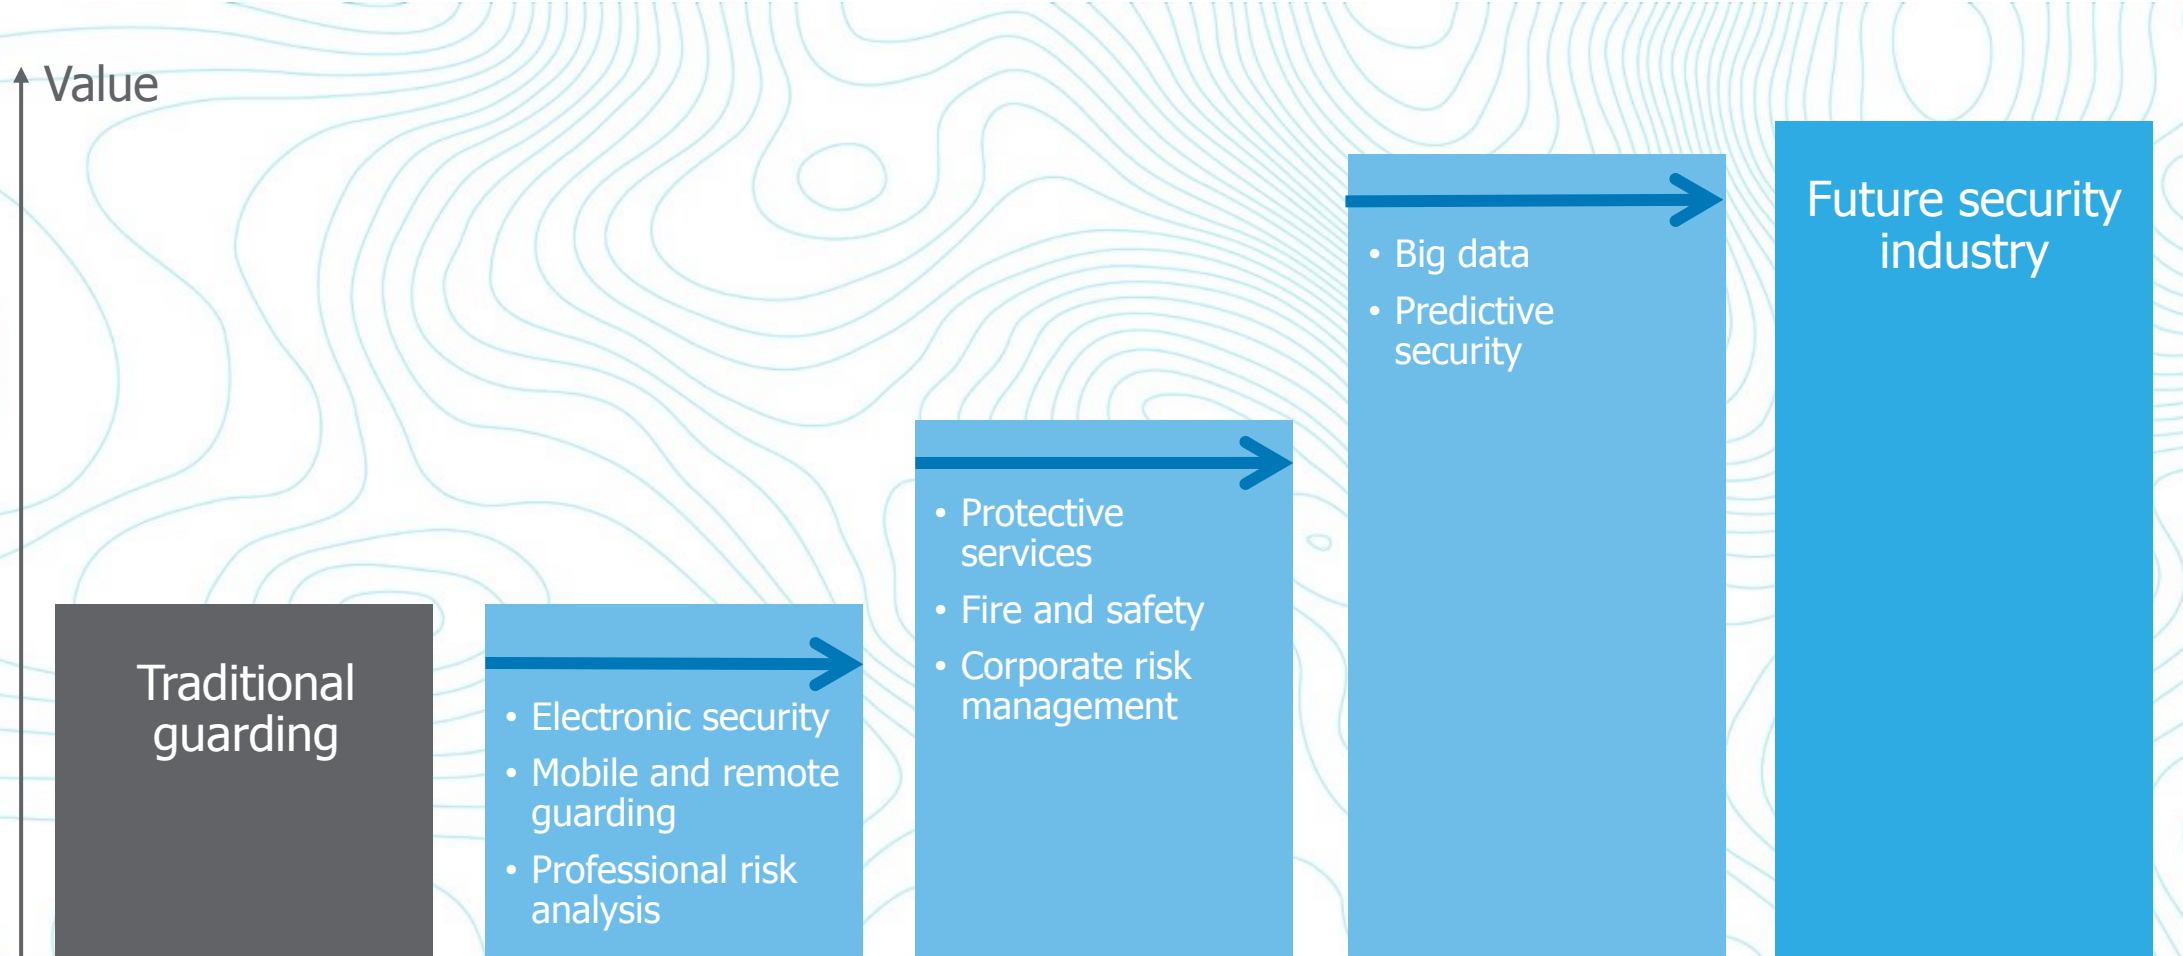 Value
Traditional
guarding
• Electronic security
• Mobile and remote
guarding
• Professional risk
analysis
• Protective
services
• Fire and safety
• Corporate risk
management
• Big data
• Predictive
security
Future security
industry